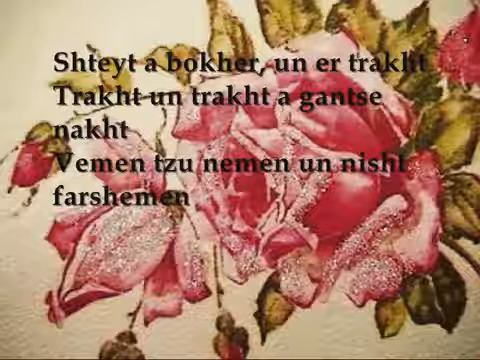 Shteyt a bokher, un er trakht
Trakht un trakht a gantse
nakht
Vemen tzu nemen un nisht
farshemen